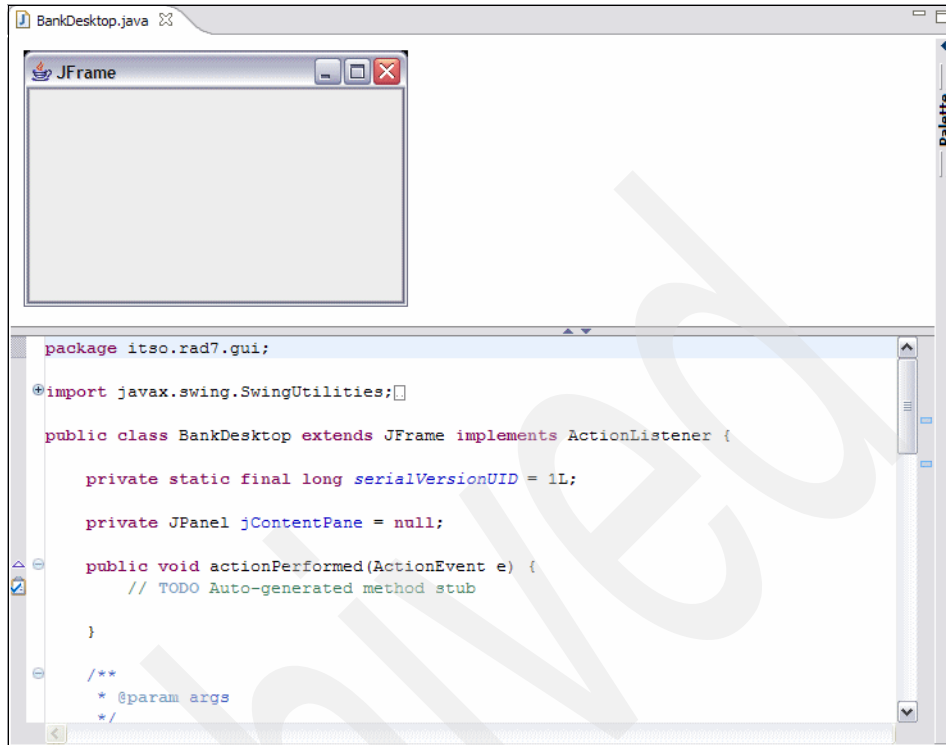 BankDesktop.java
JFrame
Palette
package itso.rad7.gui;
import javax.swing.SwingUtilities;
public class BankDesktop extends JFrame implements ActionListener {
private static final long serialVersionUID = 1L;
private JPanel jContentPane = null;
public void actionPerformed(ActionEvent e) {
// TODO Auto-generated method stub
}
/**
* @param args
*/
hived